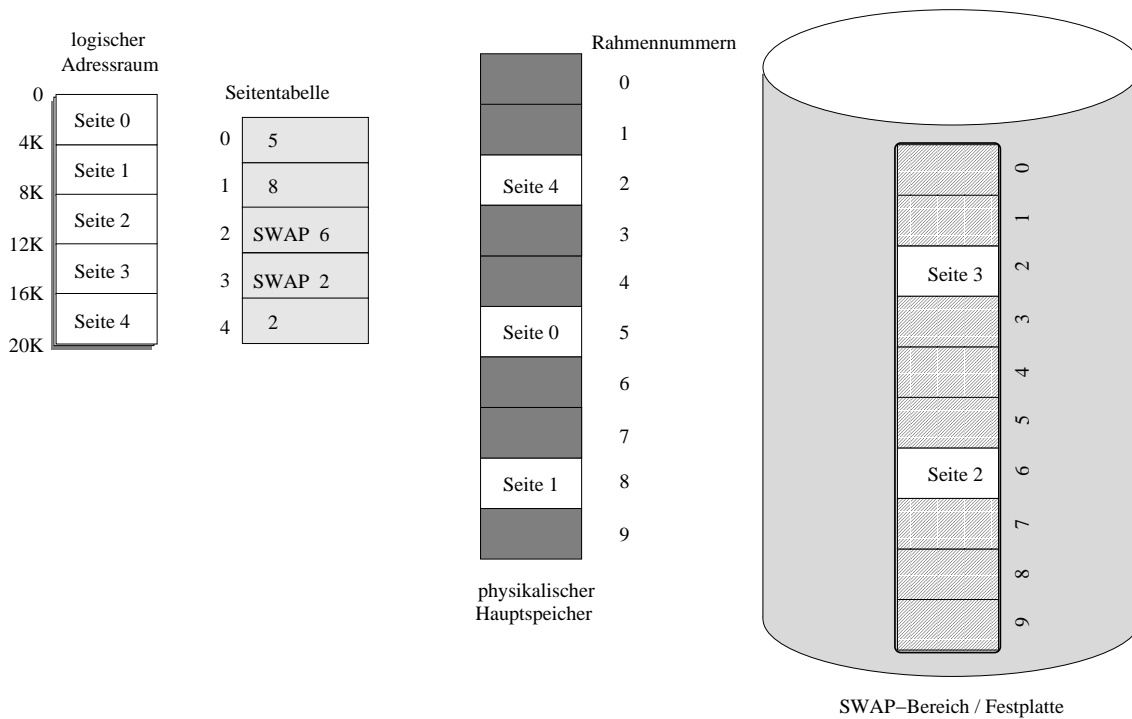 logischer
Adressraum
0
4K
8K
12K
16K
20K
Seite 0
Seite 1
Seite 2
Seite 3
Seite 4
Seitentabelle
0 5
1 8
2 SWAP 6
3 SWAP 2
4 2
Rahmennummern
0
1
Seite 4 2
3
4
Seite 0 5
6
7
Seite 1 8
9
physikalischer
Hauptspeicher
0
1
Seite 3 2
3
4
5
Seite 2 6
7
8
9
SWAP–Bereich / Festplatte